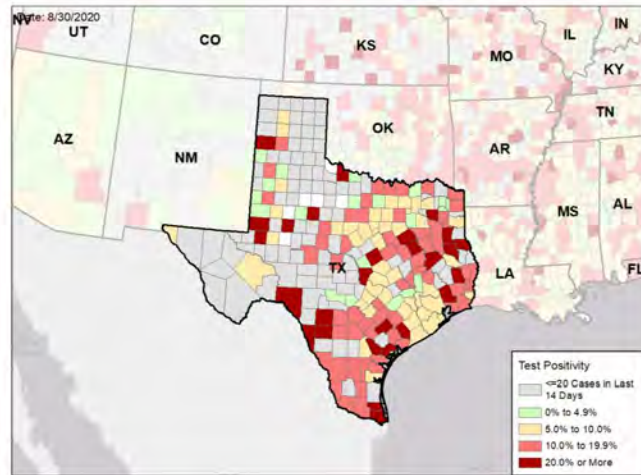 Date: 8/30/2020
NV
UT
CO
KS
MO
IL
IN
KY
AZ
NM
OK
AR
TN
TX
LA
MS
AL
FL
Test Positivity
<=20 Cases in Last
14 Days
0% to 4.9%
5.0% to 10.0%
10.0% to 19.9%
20.0% or More